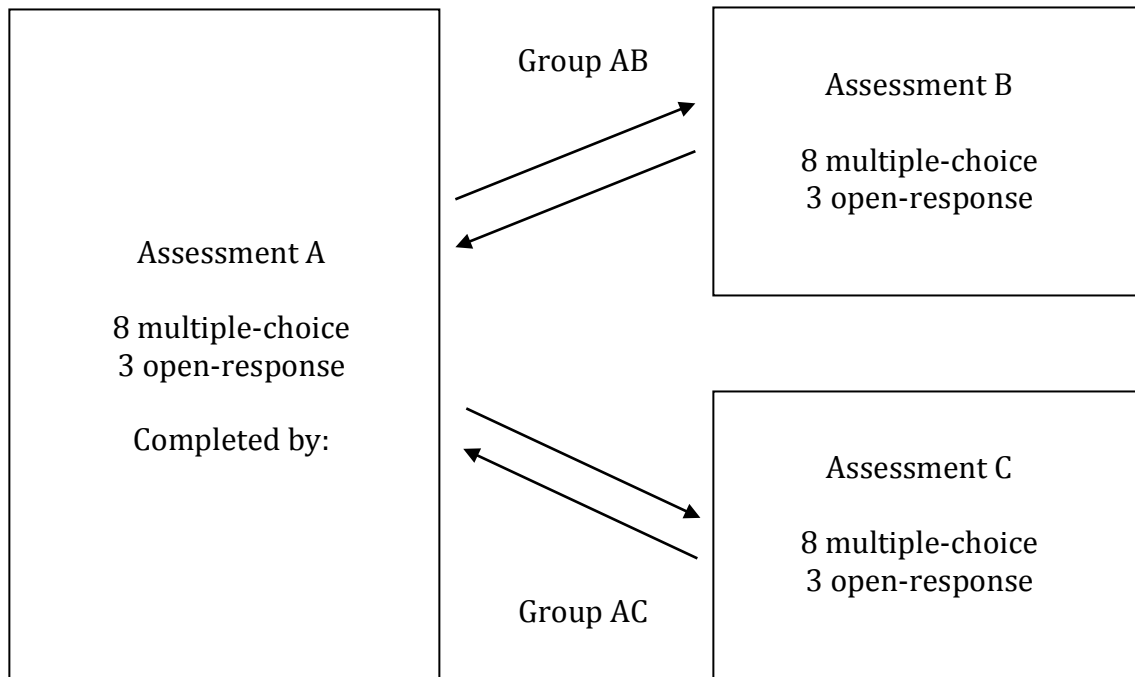 Group AB
Assessment B
8 multiple-choice
3 open-response
Assessment A
8 multiple-choice
3 open-response
Completed by:
Assessment C
8 multiple-choice
3 open-response
Group AC